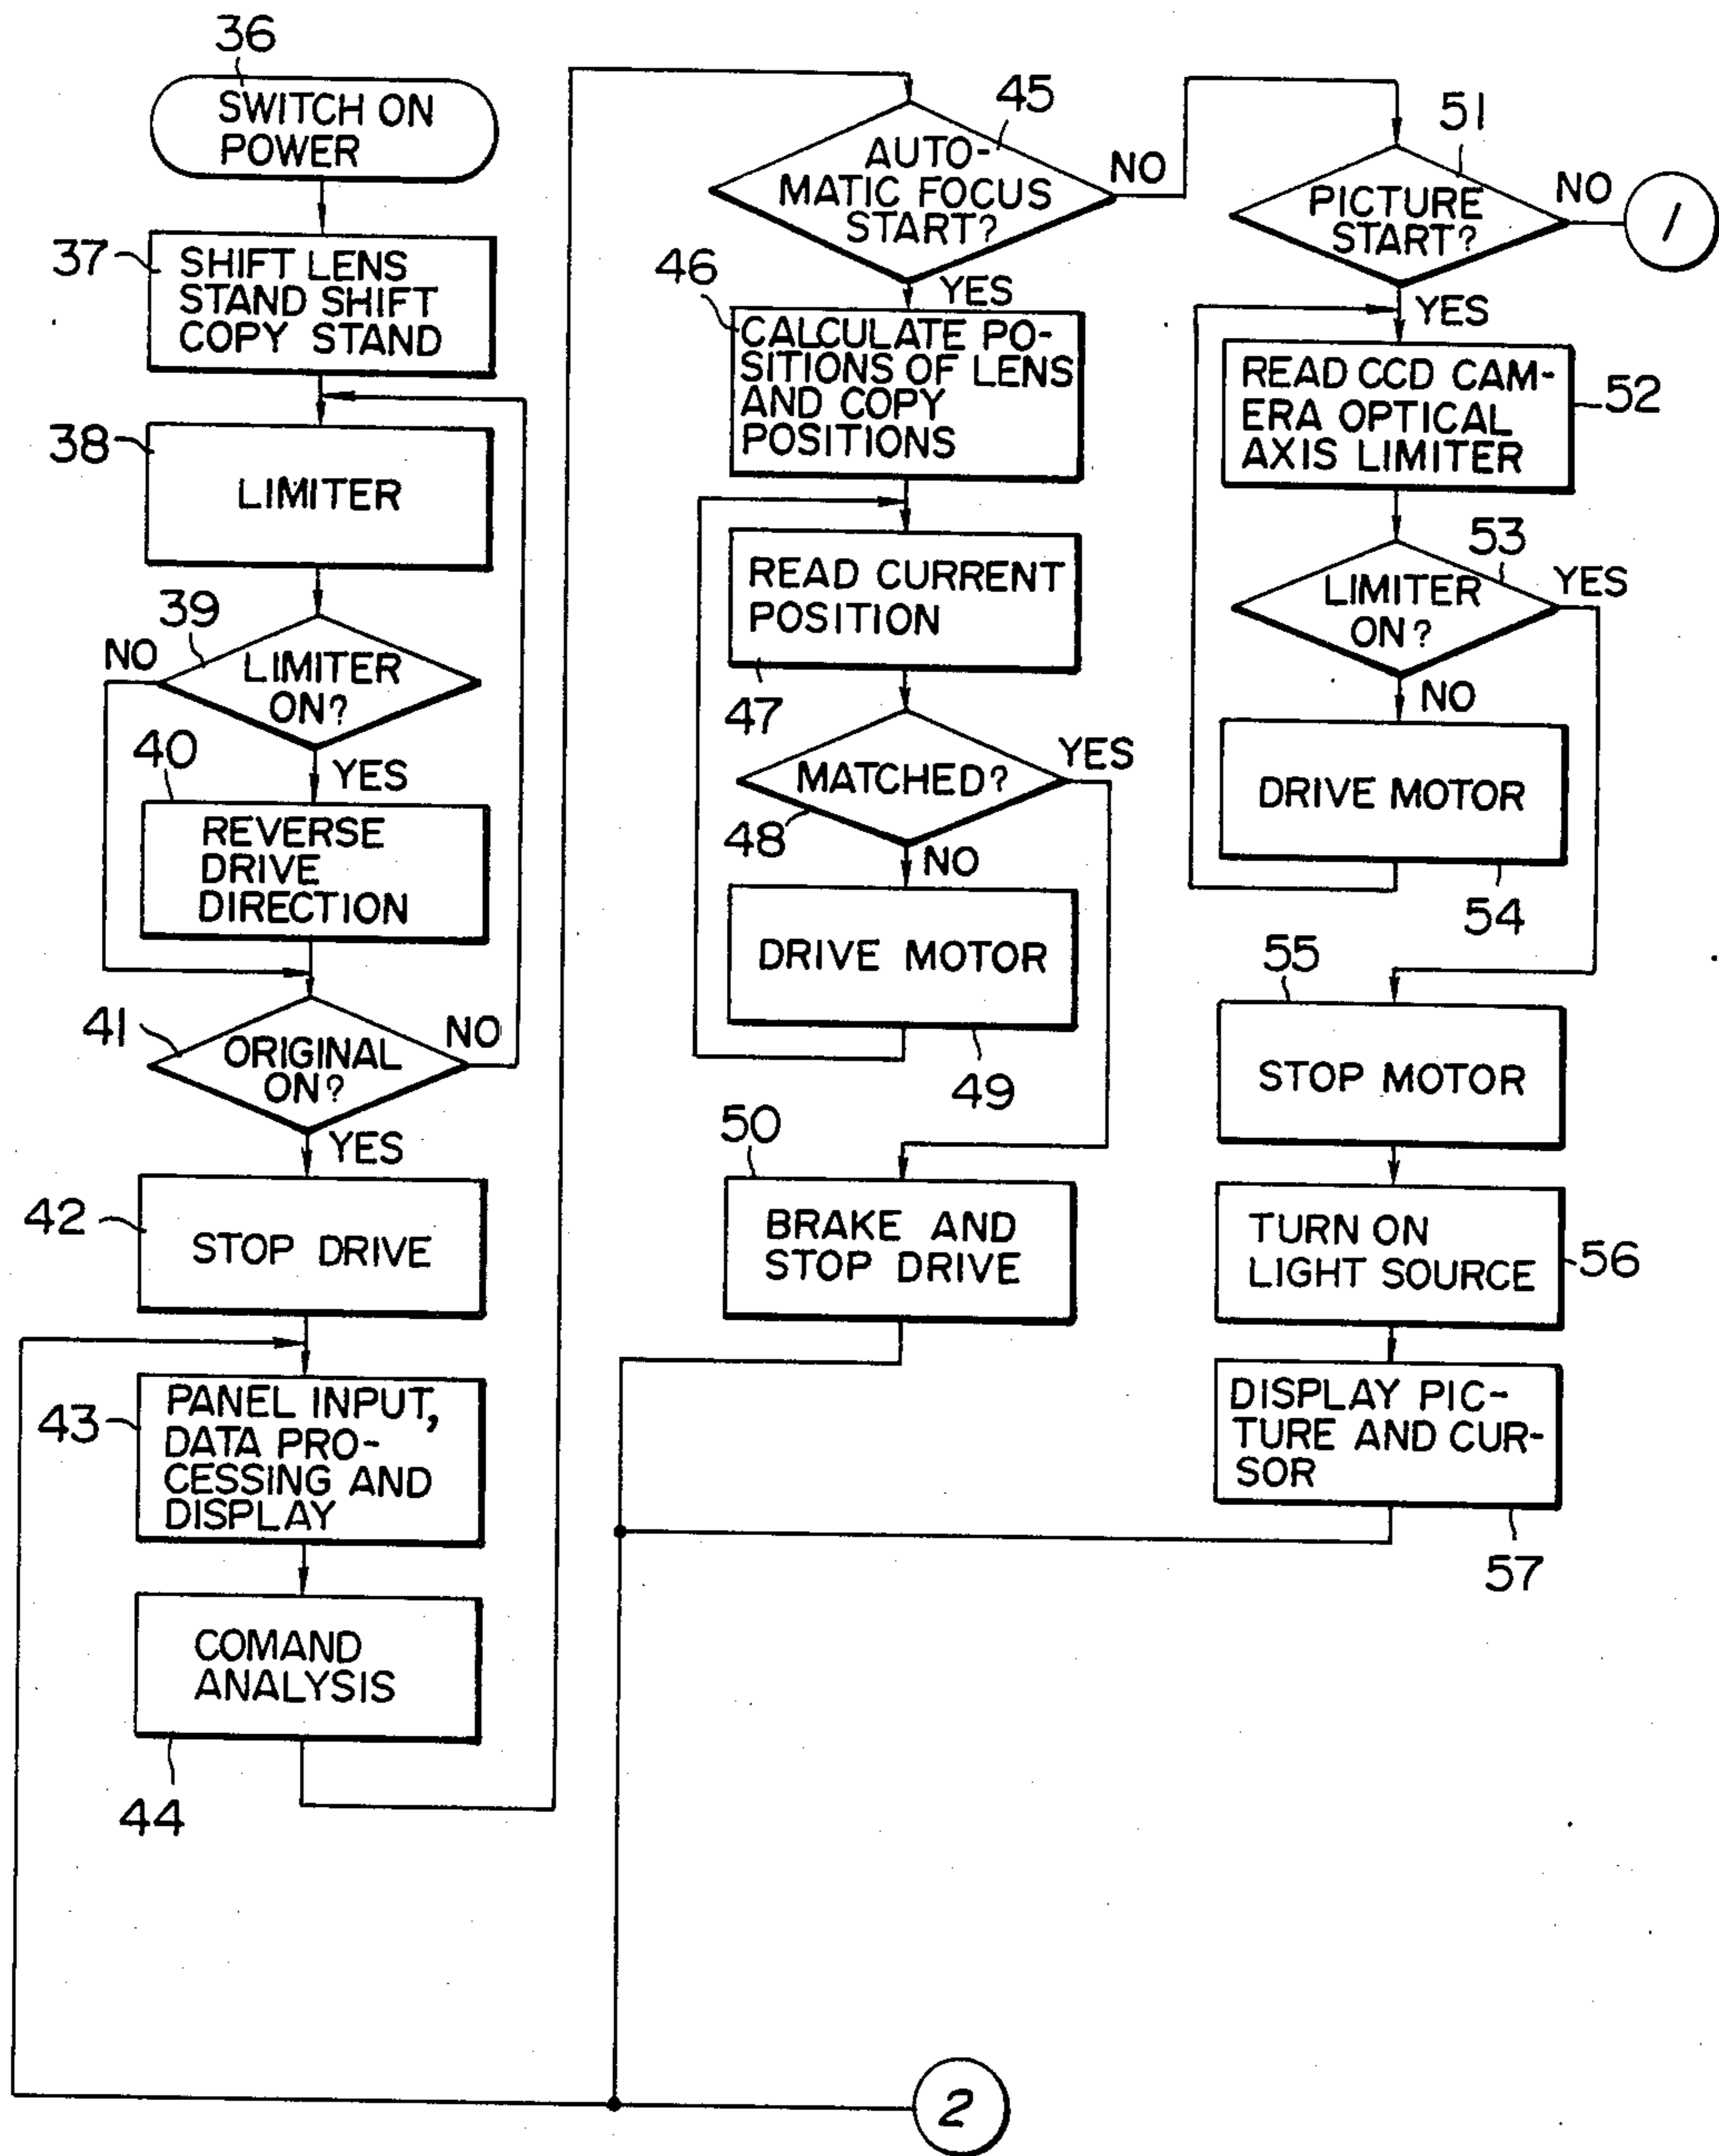 36
SWITCH ON
POWER
37
SHIFT LENS
STAND SHIFT
COPY STAND
38
LIMITER
39
NO
LIMITER
ON?
40
YES
REVERSE
DRIVE
DIRECTION
41
NO
ORIGINAL
ON?
YES
42
STOP DRIVE
43
PANEL INPUT,
DATA PRO-
CESSING AND
DISPLAY
COMAND
ANALYSIS
44
45
AUTO-
MATIC FOCUS
START?
NO
46
YES
CALCULATE PO-
SITIONS OF LENS
AND COPY
POSITIONS
READ CURRENT
POSITION
47
YES
MATCHED?
48
NO
DRIVE MOTOR
49
50
BRAKE AND
STOP DRIVE
51
PICTURE
START?
NO
1
YES
READ CCD CAM-
ERA OPTICAL
AXIS LIMITER
52
53
YES
LIMITER
ON?
NO
DRIVE MOTOR
54
55
STOP MOTOR
TURN ON
LIGHT SOURCE
56
DISPLAY PIC-
TURE AND CUR-
SOR
57
2